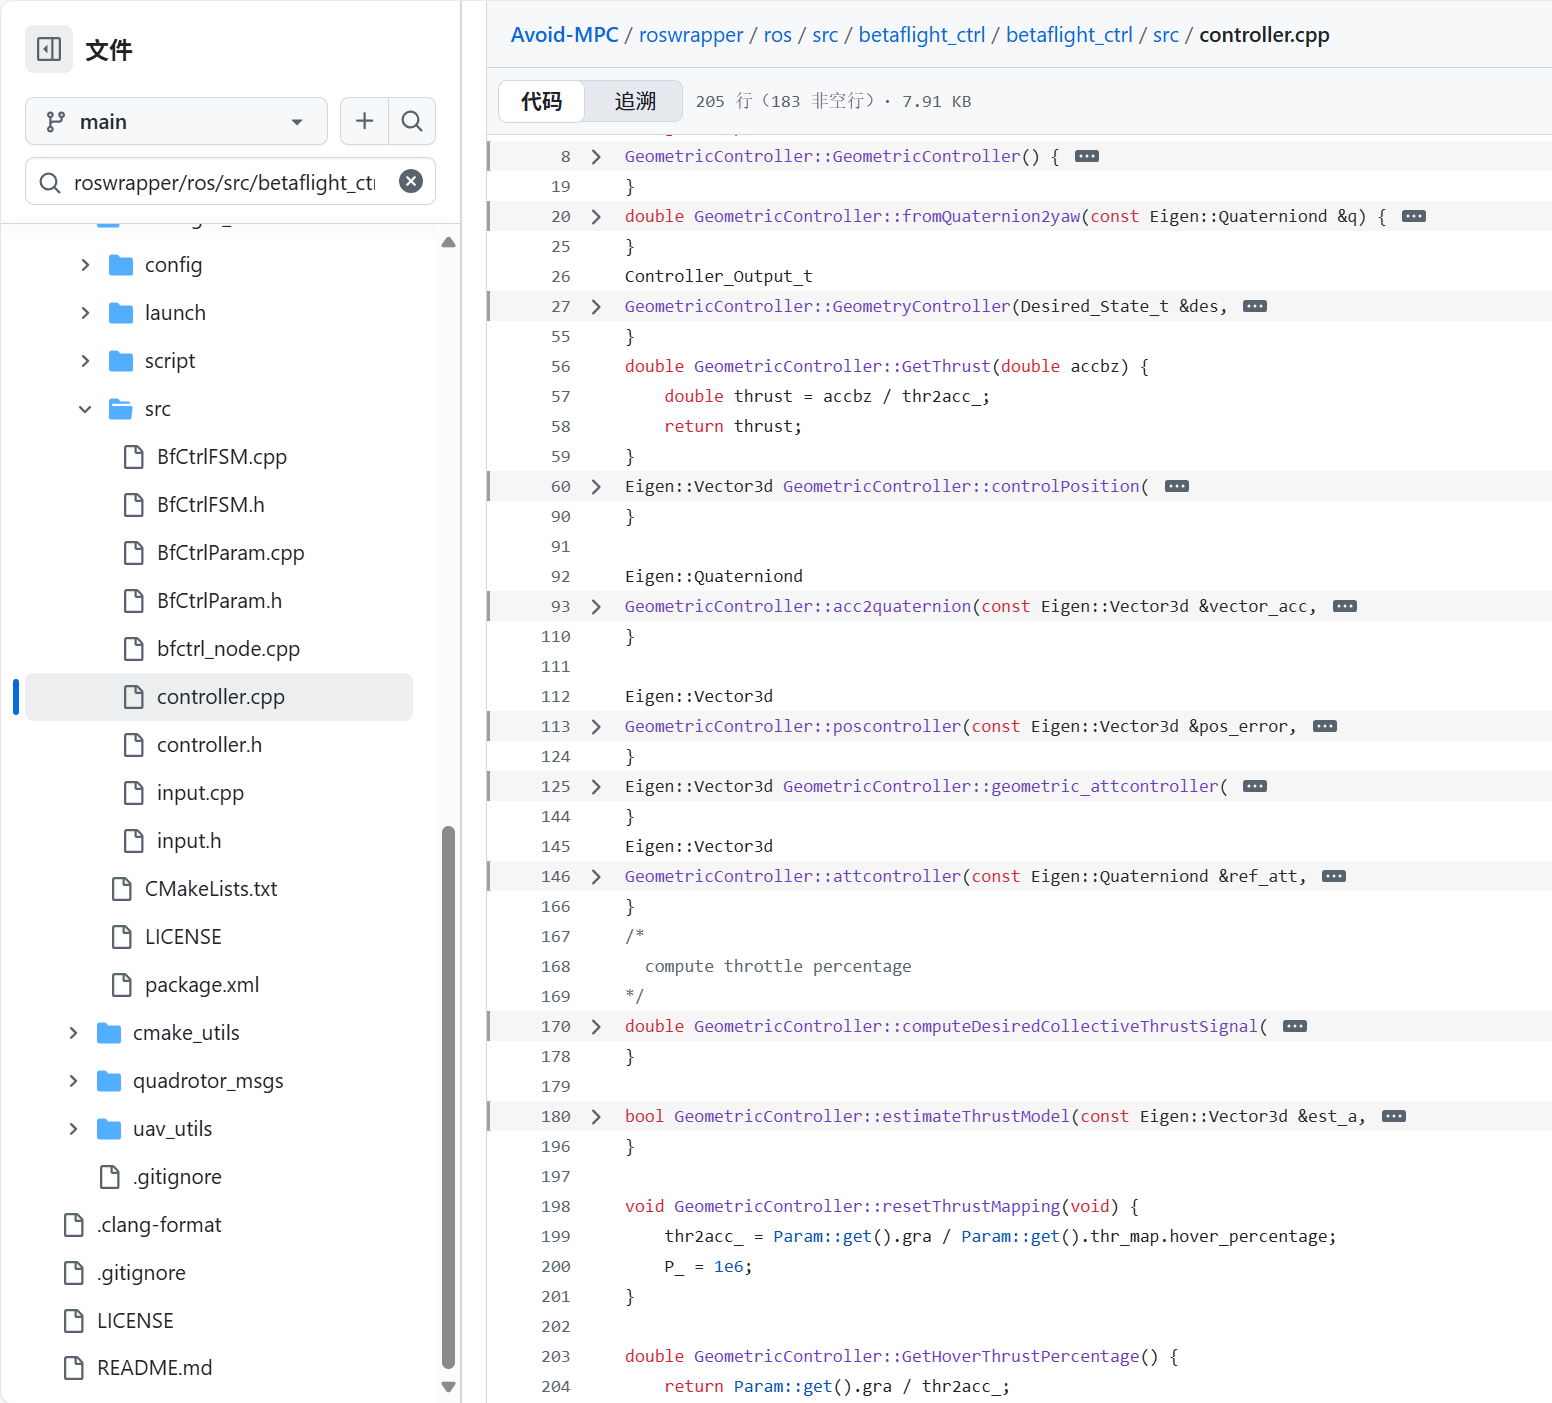 文件
main
roswrapper/ros/src/betaflight_ctr
config
launch
script
src
BfCtrlFSM.cpp
BfCtrlFSM.h
BfCtrlParam.cpp
BfCtrlParam.h
bfctrl_node.cpp
controller.cpp
controller.h
input.cpp
input.h
CMakeLists.txt
LICENSE
package.xml
cmake_utils
quadrotor_msgs
uav_utils
.gitignore
.clang-format
.gitignore
LICENSE
README.md
Avoid-MPC / roswrapper / ros / src / betaflight_ctrl / betaflight_ctrl / src / controller.cpp
代码 追溯 205 行 (183 非空行) · 7.91 KB
8 GeometricController::GeometricController() {
19 }
20 double GeometricController::fromQuaternion2yaw(const Eigen::Quaterniond &q) {
25 }
26 Controller_Output_t
27 GeometricController::GeometryController(Desired_State_t &des,
55 }
56 double GeometricController::GetThrust(double accbz) {
57 double thrust = accbz / thr2acc_;
58 return thrust;
59 }
60 Eigen::Vector3d GeometricController::controlPosition(
90 }
91
92 Eigen::Quaterniond
93 GeometricController::acc2quaternion(const Eigen::Vector3d &vector_acc,
110 }
111
112 Eigen::Vector3d
113 GeometricController::poscontroller(const Eigen::Vector3d &pos_error,
124 }
125 Eigen::Vector3d GeometricController::geometric_attcontroller(
144 }
145 Eigen::Vector3d
146 GeometricController::attcontroller(const Eigen::Quaterniond &ref_att,
166 }
167 /*
168 compute throttle percentage
169 */
170 double GeometricController::computeDesiredCollectiveThrustSignal(
178 }
179
180 bool GeometricController::estimateThrustModel(const Eigen::Vector3d &est_a,
196 }
197
198 void GeometricController::resetThrustMapping(void) {
199 thr2acc_ = Param::get().gra / Param::get().thr_map.hover_percentage;
200 P_ = 1e6;
201 }
202
203 double GeometricController::GetHoverThrustPercentage() {
204 return Param::get().gra / thr2acc_;